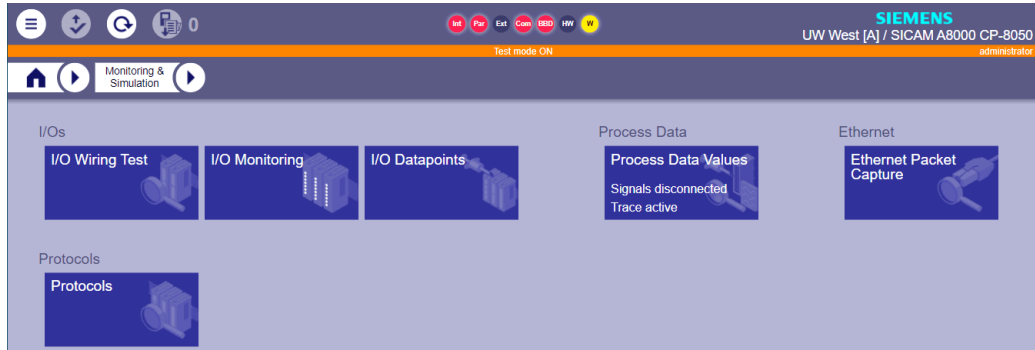 0
Int Par Ext Com BBD HW W
SIEMENS
UW West [A] / SICAM A8000 CP-8050
Test mode ON
administrator
Monitoring &
Simulation
I/Os
Process Data
Ethernet
I/O Wiring Test
I/O Monitoring
I/O Datapoints
Process Data Values
Signals disconnected
Trace active
Ethernet Packet
Capture
Protocols
Protocols